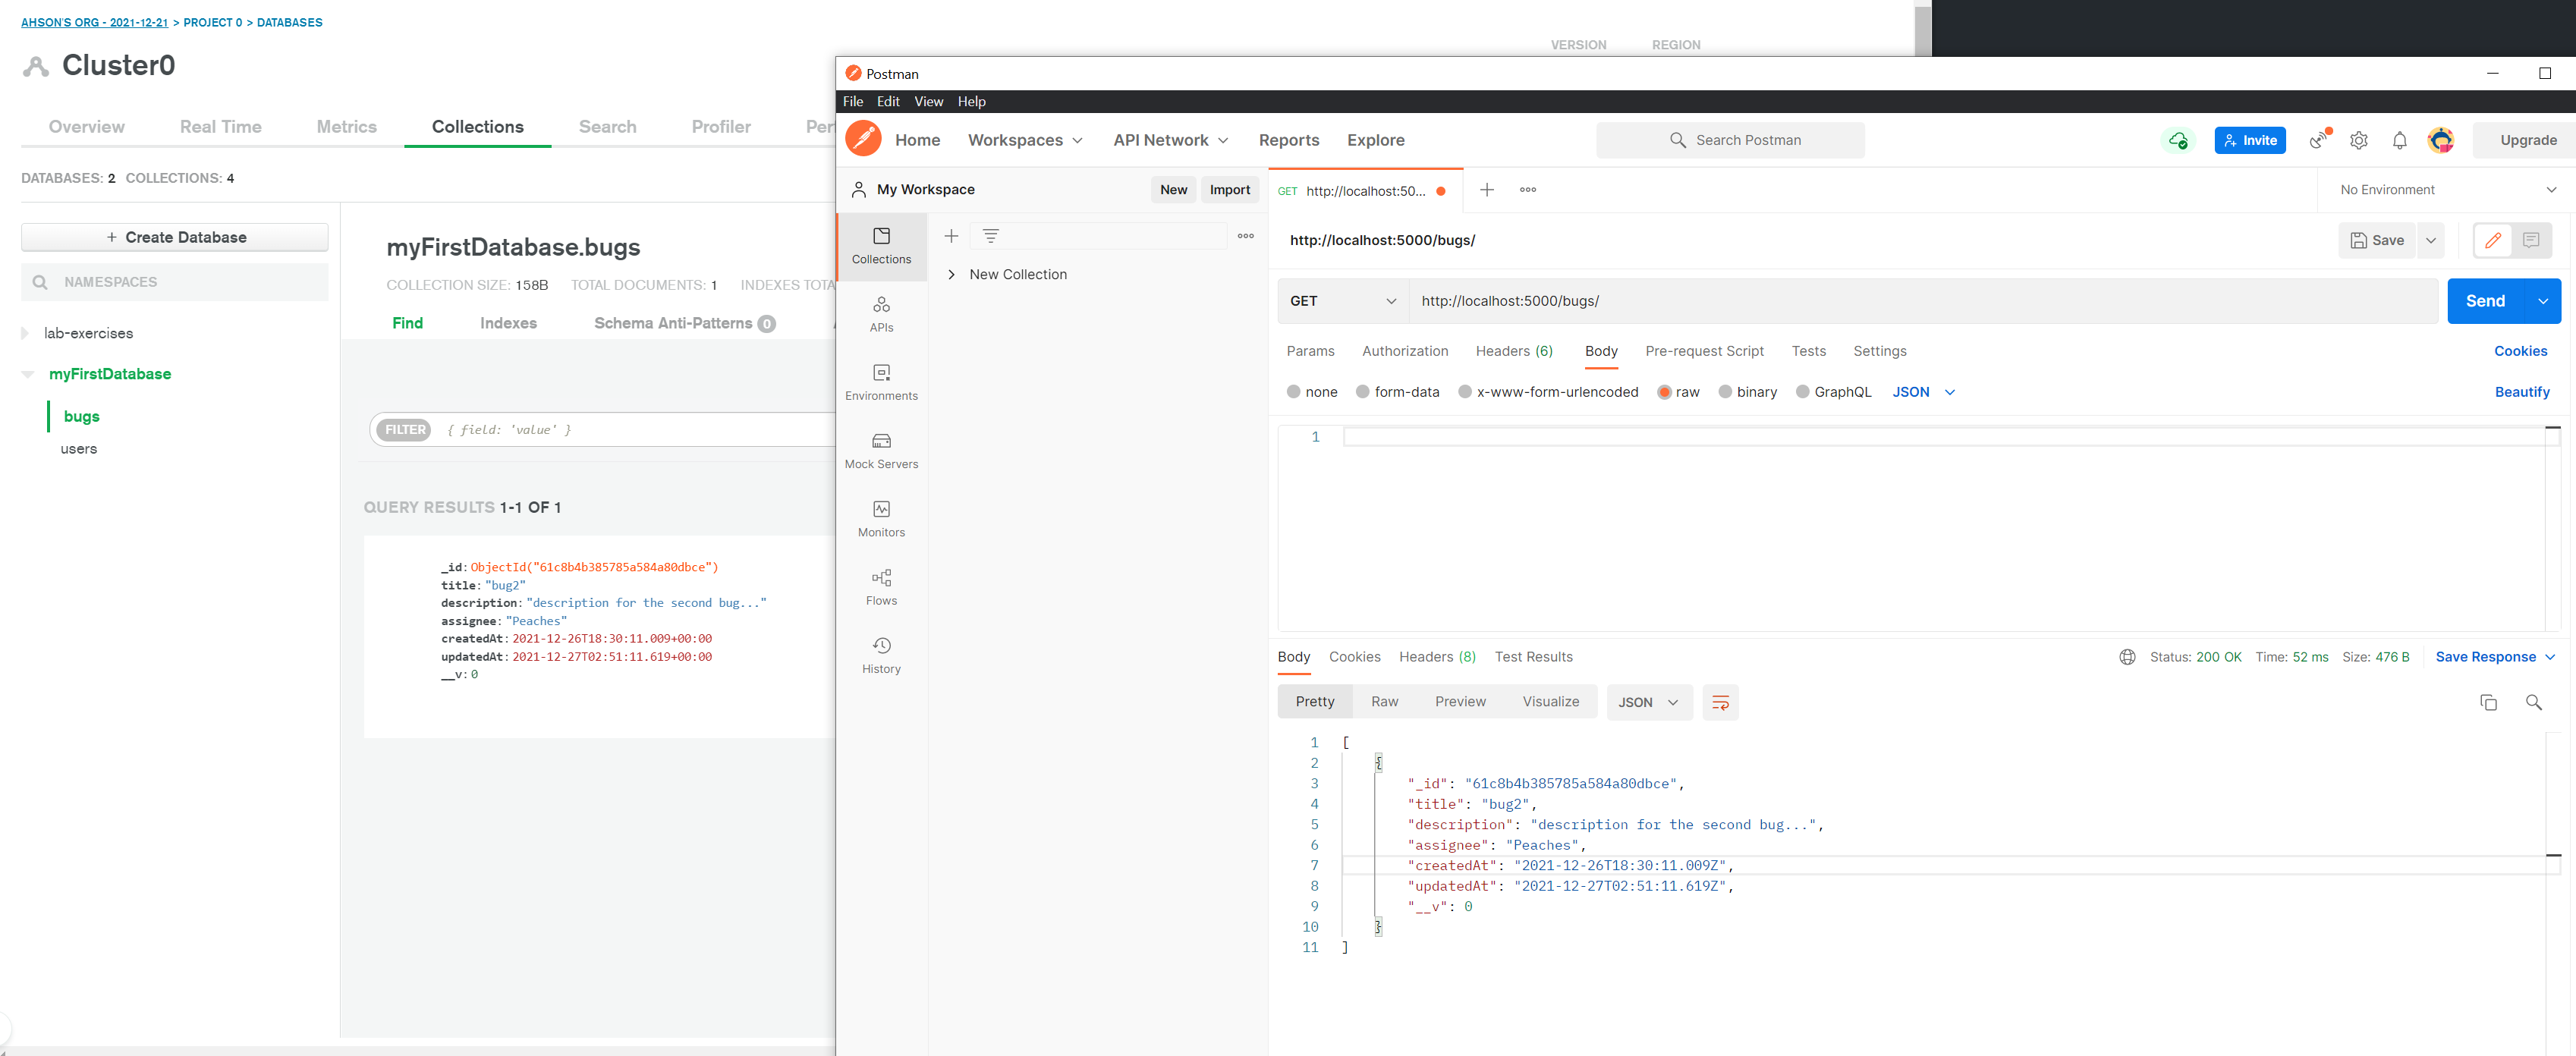 AHSON'S ORG - 2021-12-21 > PROJECT 0 > DATABASES
Cluster0
VERSION REGION
Overview Real Time Metrics Collections Search Profiler
DATABASES: 2 COLLECTIONS: 4
+ Create Database
NAMESPACES
lab-exercises
myFirstDatabase
bugs
users
myFirstDatabase.bugs
COLLECTION SIZE: 158B TOTAL DOCUMENTS: 1 INDEXES
Find Indexes Schema Anti-Patterns 0
FILTER { field: 'value' }
QUERY RESULTS 1-1 OF 1
_id: ObjectId("61c8b4b385785a584a80dbce")
title: "bug2"
description: "description for the second bug..."
assignee: "Peaches"
createdAt: 2021-12-26T18:30:11.009+00:00
updatedAt: 2021-12-27T02:51:11.619+00:00
__v: 0
Postman
File Edit View Help
Home Workspaces API Network Reports Explore
Search Postman
Invite
Upgrade
My Workspace New Import
GET http://localhost:50...
No Environment
Collections
New Collection
APIs
Environments
Mock Servers
Monitors
Flows
History
http://localhost:5000/bugs/
Save
GET http://localhost:5000/bugs/ Send
Params Authorization Headers (6) Body Pre-request Script Tests Settings Cookies
none form-data x-www-form-urlencoded raw binary GraphQL JSON Beautify
1
Body Cookies Headers (8) Test Results Status: 200 OK Time: 52 ms Size: 476 B Save Response
Pretty Raw Preview Visualize JSON
1 [
2 {
3 "_id": "61c8b4b385785a584a80dbce",
4 "title": "bug2",
5 "description": "description for the second bug...",
6 "assignee": "Peaches",
7 "createdAt": "2021-12-26T18:30:11.009Z",
8 "updatedAt": "2021-12-27T02:51:11.619Z",
9 "__v": 0
10 }
11 ]